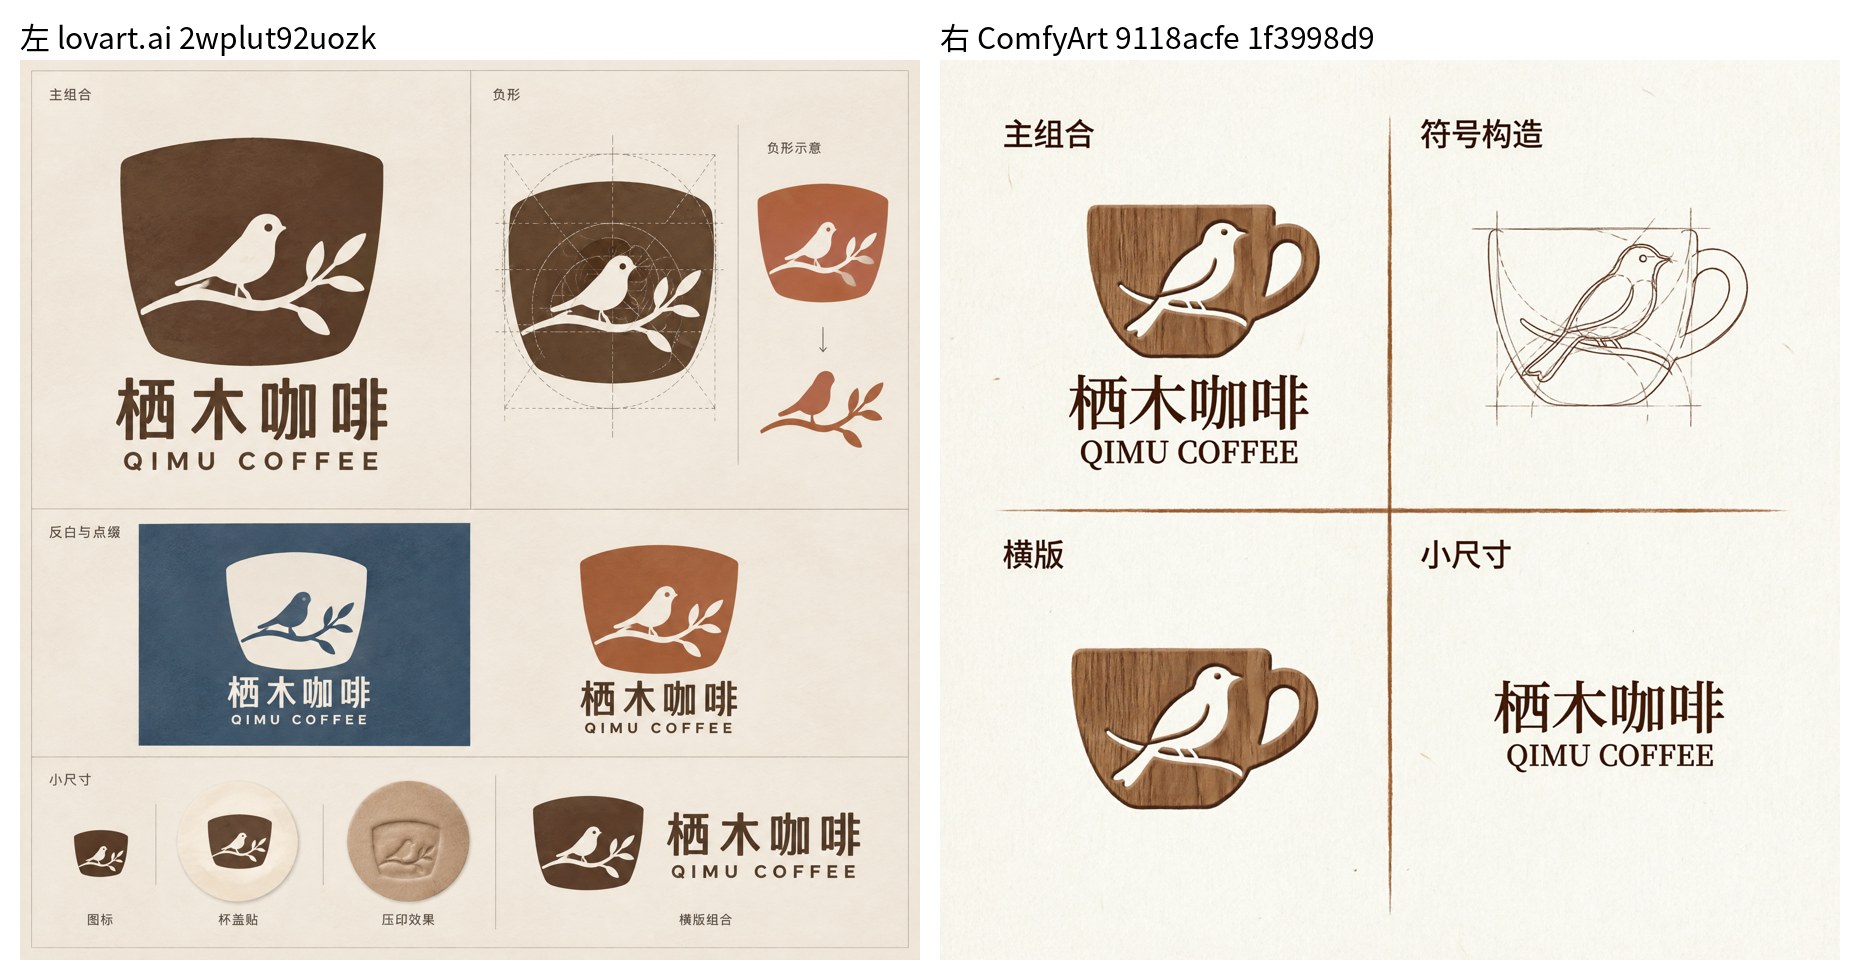 左 lovart.ai 2wplut92uozk
主组合
负形
负形示意
栖木咖啡
QIMU COFFEE
反白与点缀
栖木咖啡
QIMU COFFEE
栖木咖啡
QIMU COFFEE
小尺寸
图标
杯盖贴
压印效果
栖木咖啡
QIMU COFFEE
横版组合
右 ComfyArt 9118acfe 1f3998d9
主组合
符号构造
栖木咖啡
QIMU COFFEE
横版
小尺寸
栖木咖啡
QIMU COFFEE